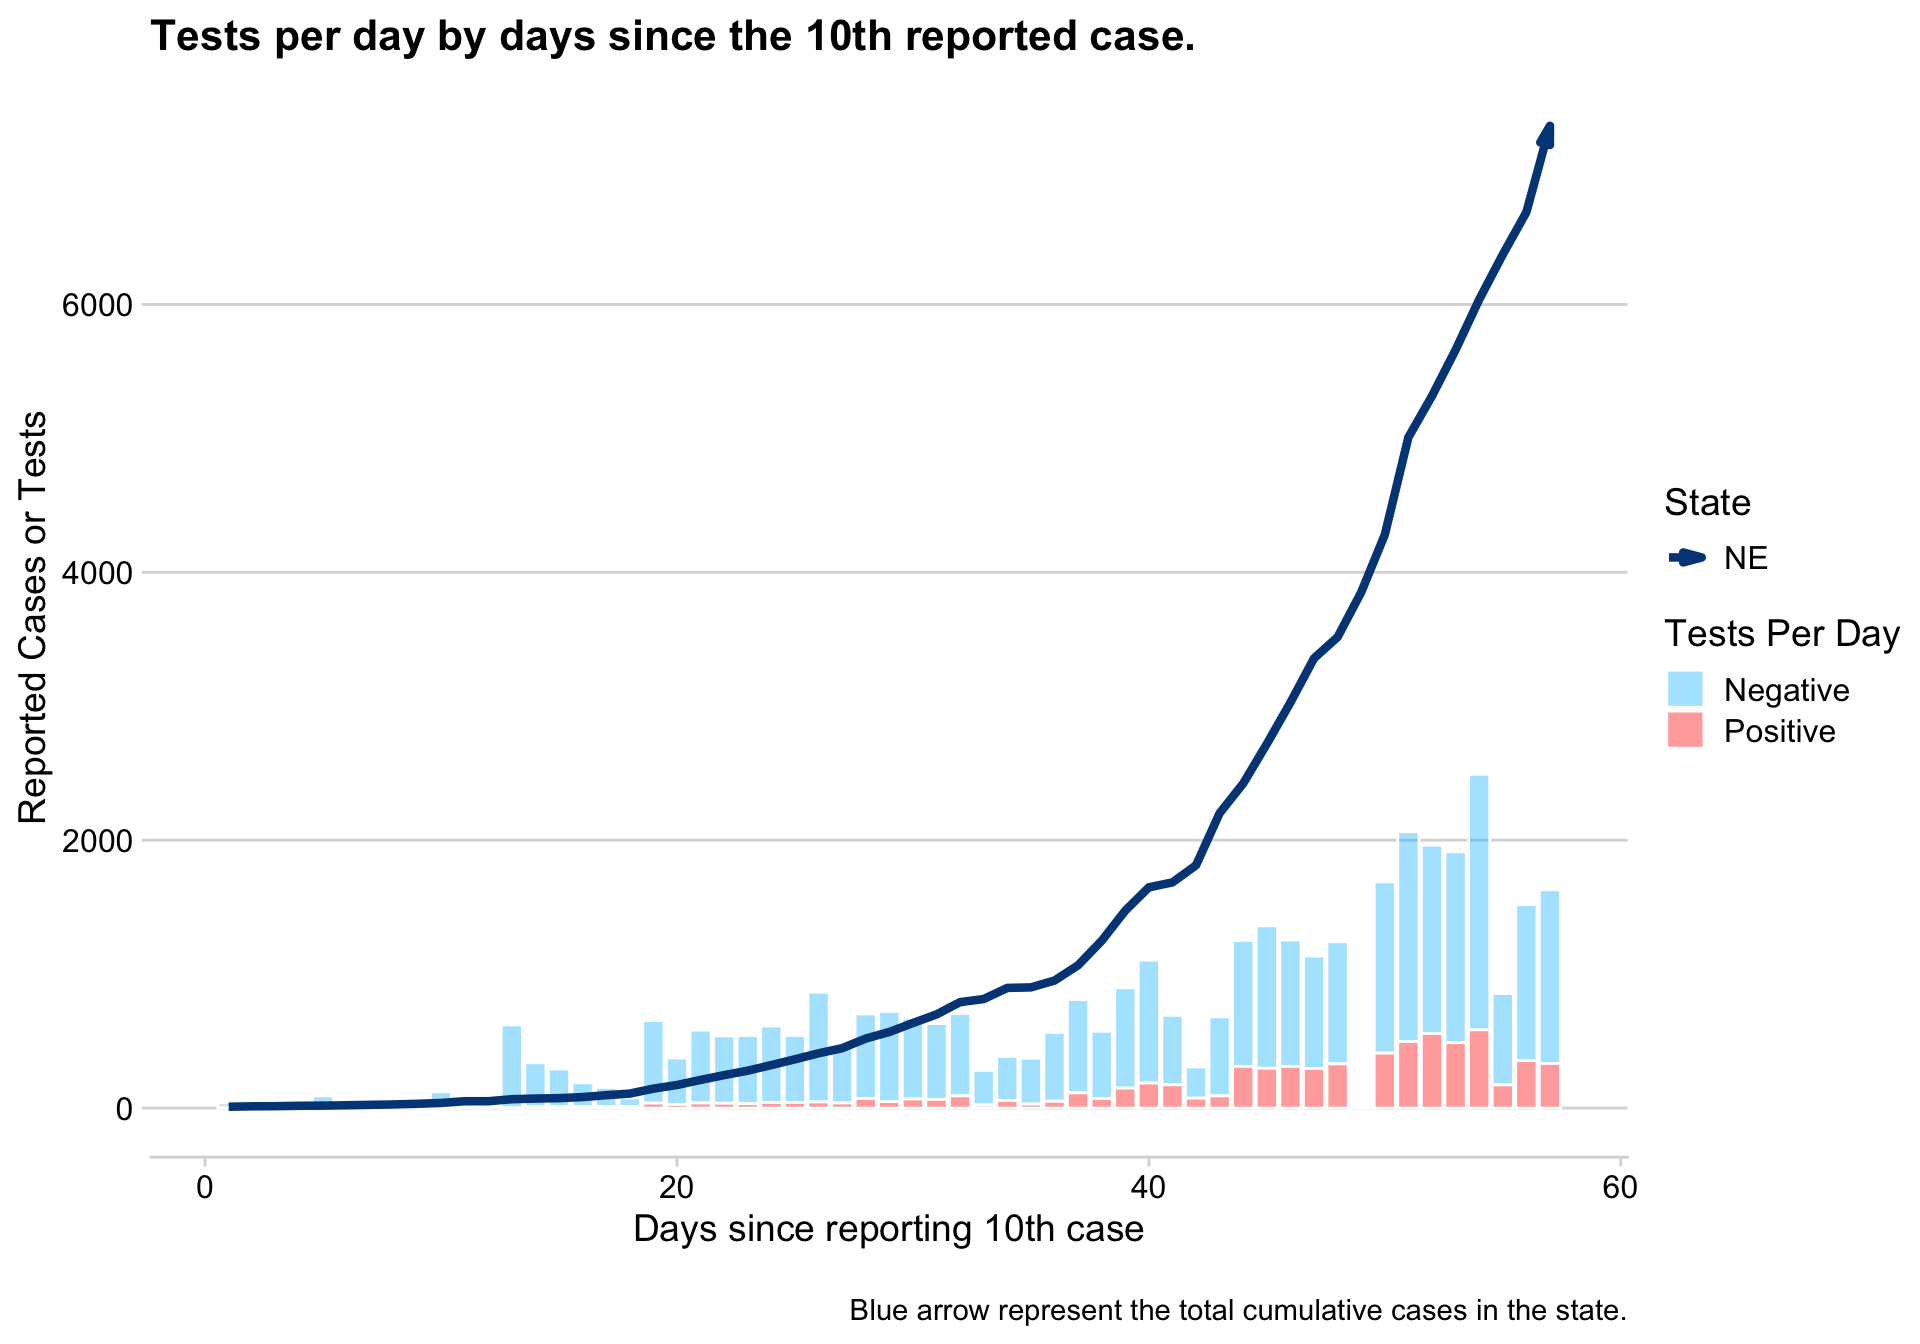 Tests per day by days since the 10th reported case.
Reported Cases or Tests
6000
4000
2000
0
0 20 40 60
Days since reporting 10th case
State
NE
Tests Per Day
Negative
Positive
Blue arrow represent the total cumulative cases in the state.